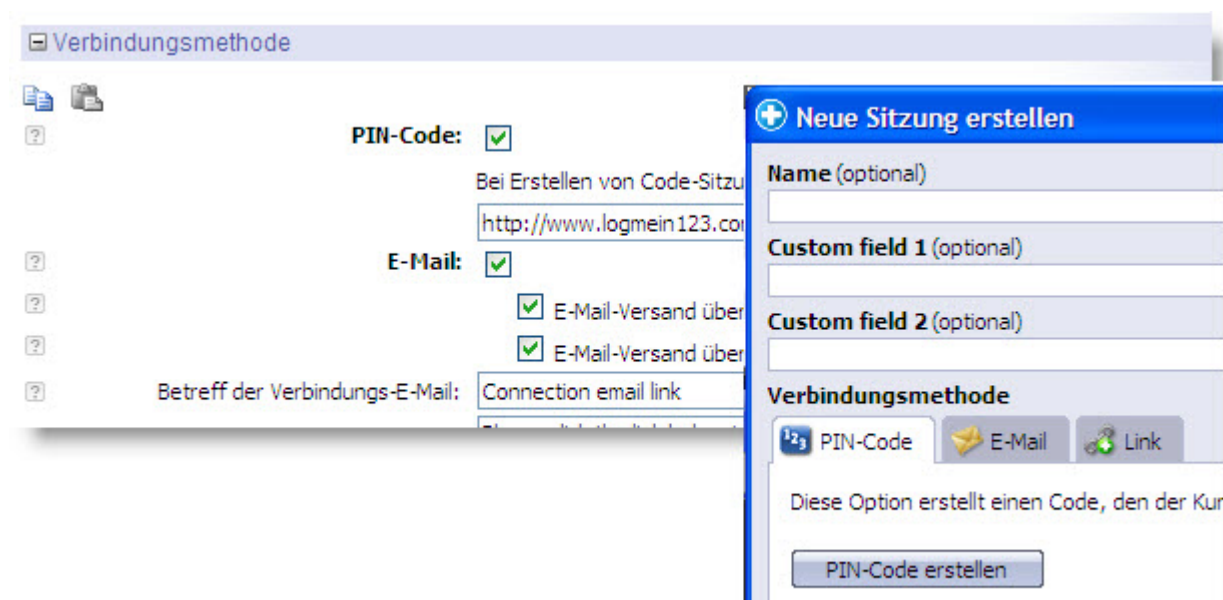 Verbindungsmethode
PIN-Code:
Bei Erstellen von Code-Sitzu
http://www.logmein123.co
E-Mail:
E-Mail-Versand über
E-Mail-Versand über
Betreff der Verbindungs-E-Mail: Connection email link
Neue Sitzung erstellen
Name (optional)
Custom field 1 (optional)
Custom field 2 (optional)
Verbindungsmethode
PIN-Code E-Mail Link
Diese Option erstellt einen Code, den der Kur
PIN-Code erstellen